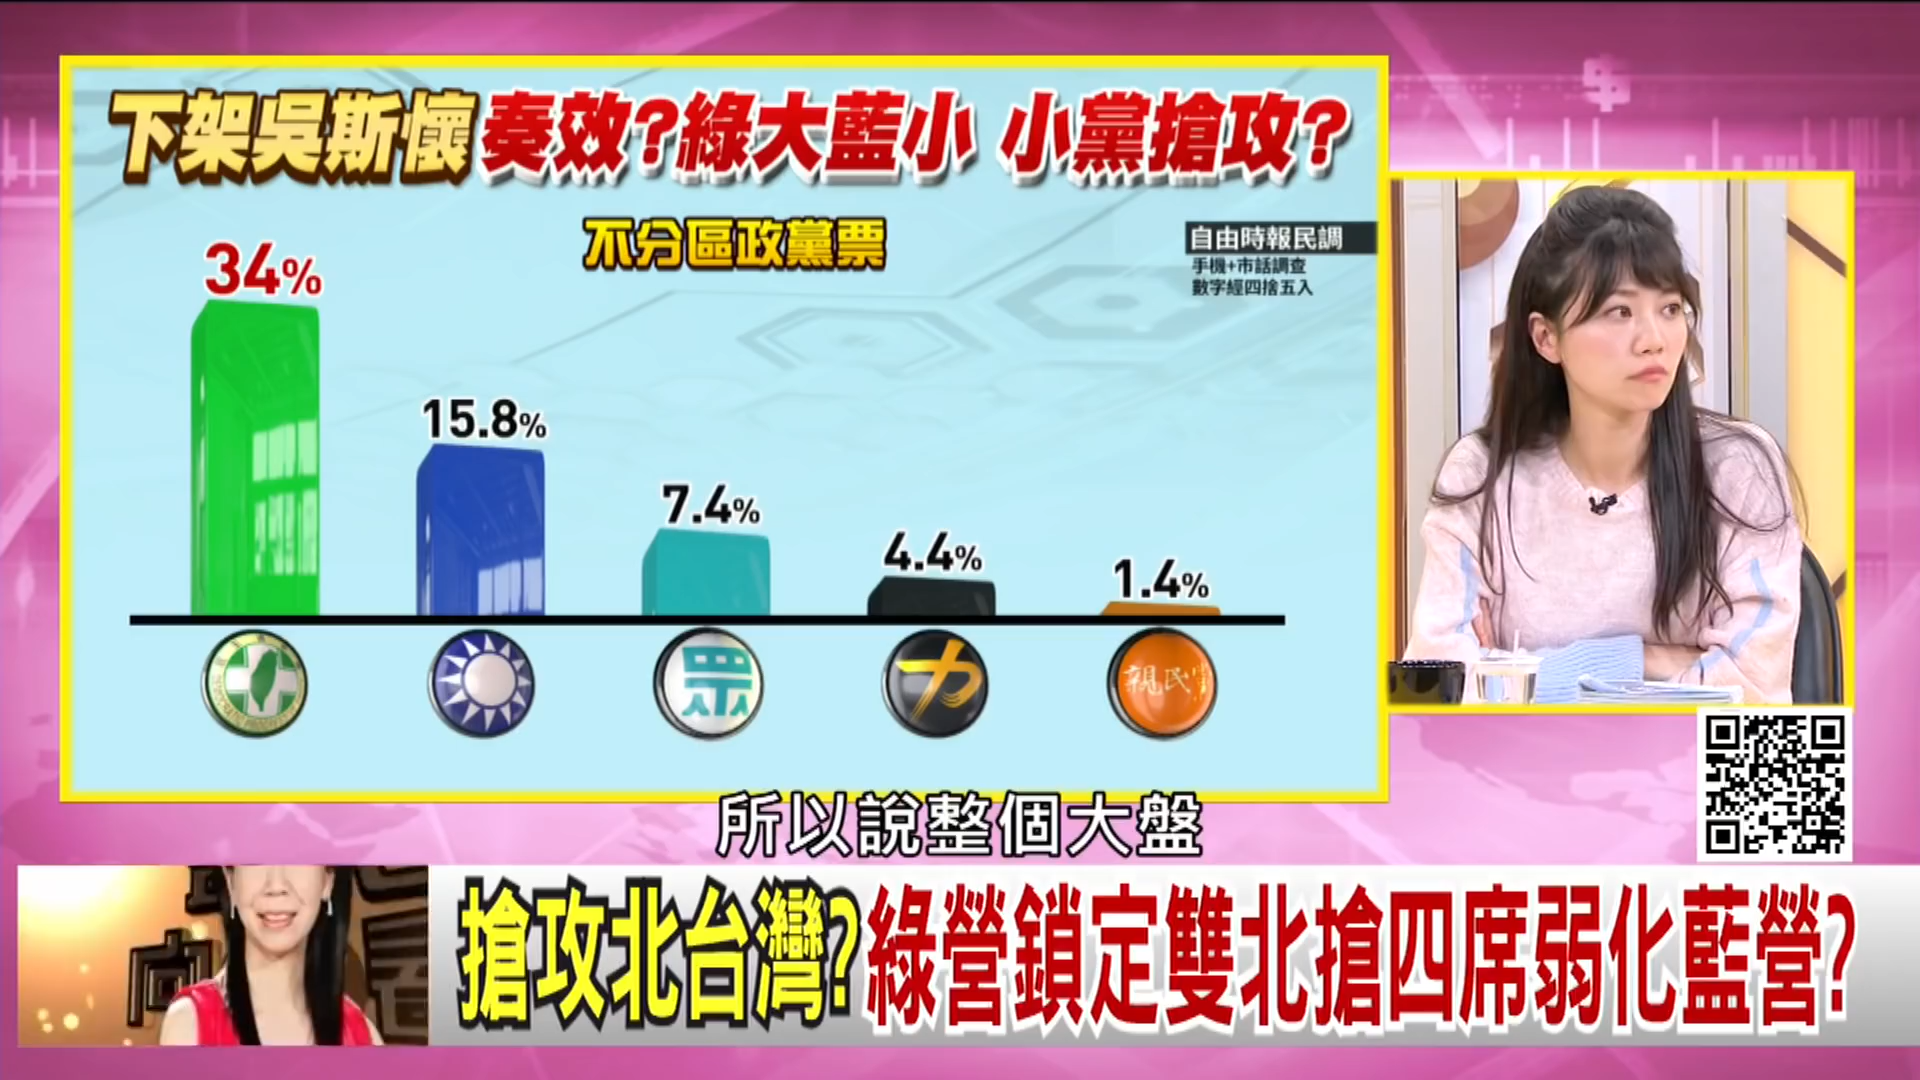 下架吳斯懷奏效?綠大藍小 小黨搶攻?
不分區政黨票
自由時報民調
手機+市話調查
數字經四捨五入
34%
15.8%
7.4%
4.4%
1.4%
眾
力
親民黨
所以說整個大盤
向
搶攻北台灣?綠營鎖定雙北搶四席弱化藍營?